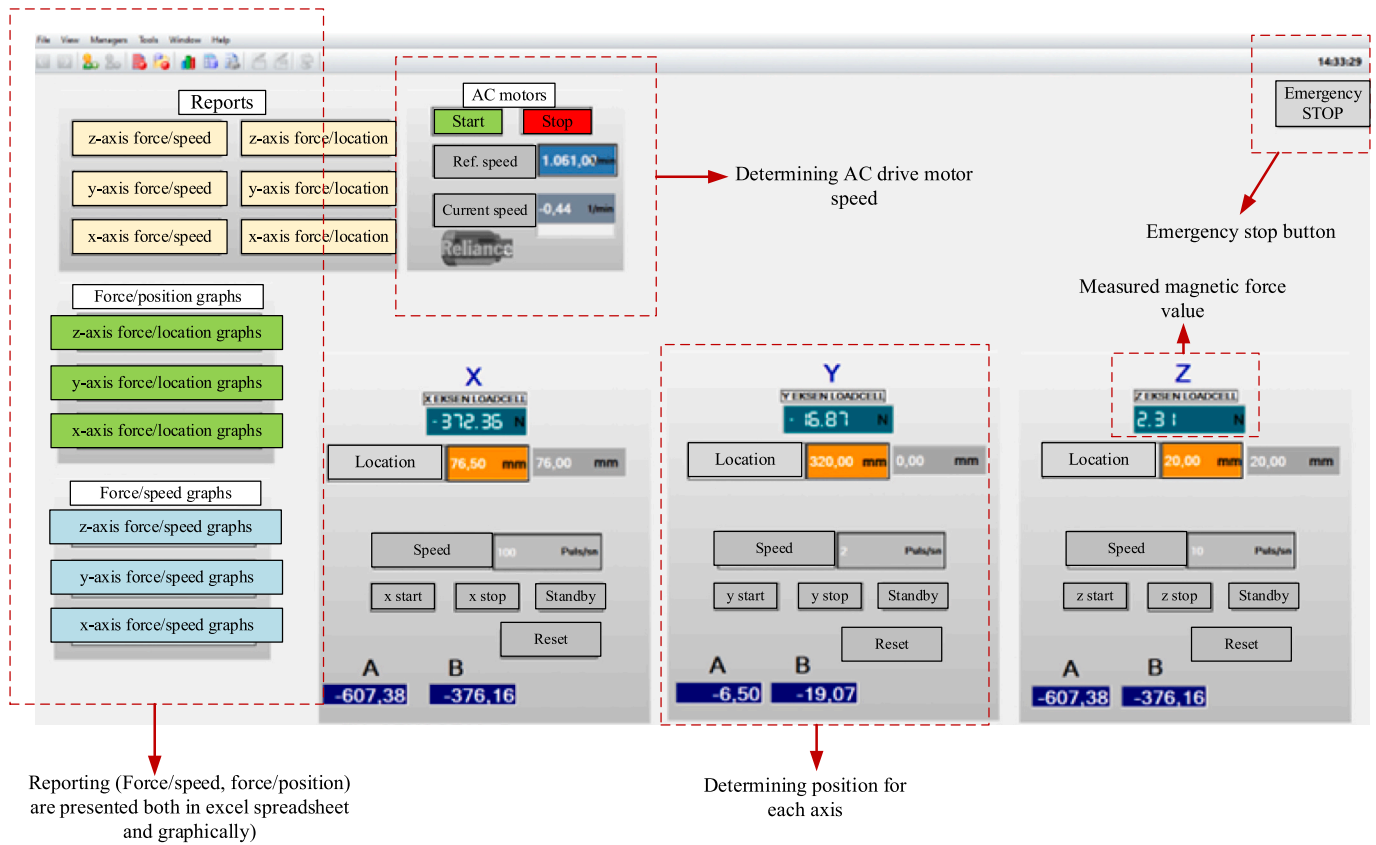 File View Managers Tools Window Help
14:33:29
Reports
z-axis force/speed
z-axis force/location
y-axis force/speed
y-axis force/location
x-axis force/speed
x-axis force/location
AC motors
Start
Stop
Ref. speed
1.061,00
Current speed
-0,44 1/min
Reliance
Determining AC drive motor
speed
Emergency
STOP
Emergency stop button
Measured magnetic force
value
Force/position graphs
z-axis force/location graphs
y-axis force/location graphs
x-axis force/location graphs
Force/speed graphs
z-axis force/speed graphs
y-axis force/speed graphs
x-axis force/speed graphs
X
X EKSEN LOADCELL
-372.36 N
Location
76,50 mm
76,00 mm
Speed
100 Puls/sn
x start
x stop
Standby
Reset
A
B
-607,38
-376,16
Y
Y EKSEN LOADCELL
-16.87 N
Location
320,00 mm
0,00 mm
Speed
2 Puls/sn
y start
y stop
Standby
Reset
A
B
-6,50
-19,07
Z
Z EKSEN LOADCELL
2.31 N
Location
20,00 mm
20,00 mm
Speed
10 Puls/sn
z start
z stop
Standby
Reset
A
B
-607,38
-376,16
Reporting (Force/speed, force/position)
are presented both in excel spreadsheet
and graphically)
Determining position for
each axis